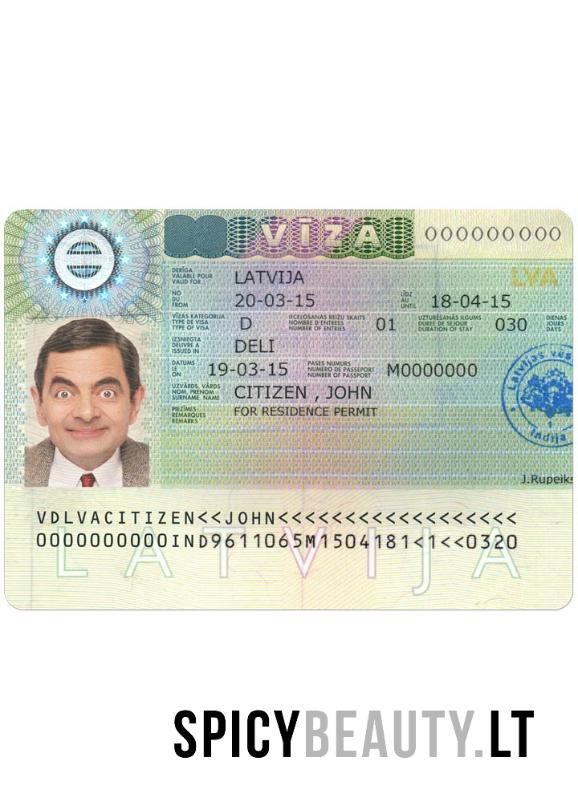 VĪZA 000000000
DERĪGA
VALABLE POUR
VALID FOR
LATVIJA
LVA
NO
DU
FROM
20-03-15
LĪDZ
AU
UNTIL
18-04-15
VĪZAS KATEGORIJA
TYPE DE VISA
TYPE OF VISA
D
IECEĻOŠANAS REIŽU SKAITS
NOMBRE D'ENTREES
NUMBER OF ENTRIES
01
UZTURĒŠANĀS ILGUMS
DUREE DE SEJOUR
DURATION OF STAY
030
DIENAS
JOURS
DAYS
IZSNIEGTA
DELIVRE A
ISSUED IN
DELI
DATUMS
LE
ON
19-03-15
PASES NUMURS
NUMERO DE PASSEPORT
NUMBER OF PASSPORT
M0000000
UZVĀRDS, VĀRDS
NOM, PRENOM
SURNAME, NAME
CITIZEN , JOHN
PIEZĪMES
REMARQUES
REMARKS
FOR RESIDENCE PERMIT
Latvijas vēs
Indija
J.Rupeiks
VDLVACITIZEN<<JOHN<<<<<<<<<<<<<<<<<<
0000000000IND9611065M1504181<1<<0320
LATVIJA
SPICYBEAUTY.LT